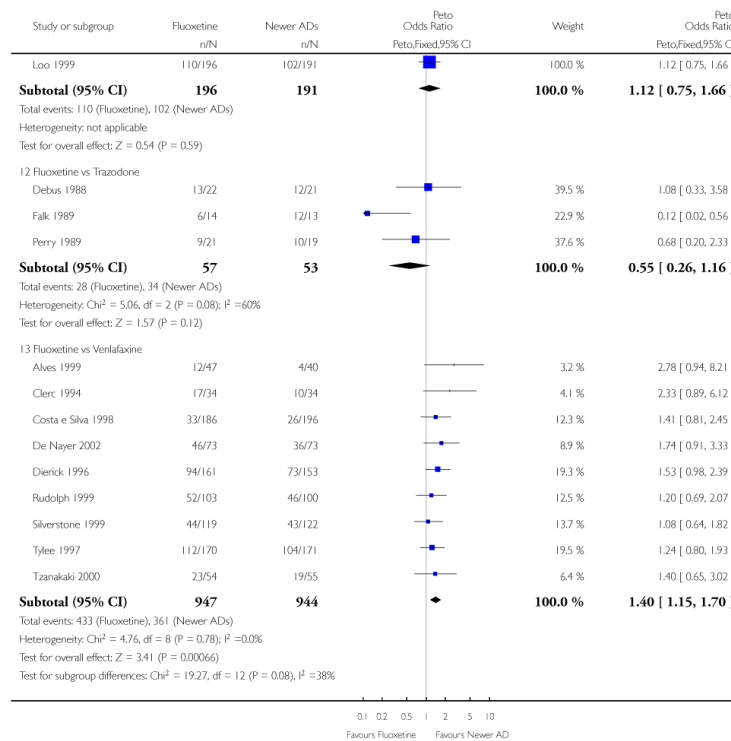 Study or subgroup Fluoxetine Newer ADs Peto Odds Ratio Weight Peto Odds Ratio
n/N n/N Peto,Fixed,95% CI Peto,Fixed,95% C
Loo 1999 110/196 102/191 100.0 % 1.12 [ 0.75, 1.66
Subtotal (95% CI) 196 191 100.0 % 1.12 [ 0.75, 1.66 ]
Total events: 110 (Fluoxetine), 102 (Newer ADs)
Heterogeneity: not applicable
Test for overall effect: Z = 0.54 (P = 0.59)
12 Fluoxetine vs Trazodone
Debus 1988 13/22 12/21 39.5 % 1.08 [ 0.33, 3.58
Falk 1989 6/14 12/13 22.9 % 0.12 [ 0.02, 0.56
Perry 1989 9/21 10/19 37.6 % 0.68 [ 0.20, 2.33
Subtotal (95% CI) 57 53 100.0 % 0.55 [ 0.26, 1.16 ]
Total events: 28 (Fluoxetine), 34 (Newer ADs)
Heterogeneity: Chi² = 5.06, df = 2 (P = 0.08); I² =60%
Test for overall effect: Z = 1.57 (P = 0.12)
13 Fluoxetine vs Venlafaxine
Alves 1999 12/47 4/40 3.2 % 2.78 [ 0.94, 8.21
Clerc 1994 17/34 10/34 4.1 % 2.33 [ 0.89, 6.12
Costa e Silva 1998 33/186 26/196 12.3 % 1.41 [ 0.81, 2.45
De Nayer 2002 46/73 36/73 8.9 % 1.74 [ 0.91, 3.33
Dierick 1996 94/161 73/153 19.3 % 1.53 [ 0.98, 2.39
Rudolph 1999 52/103 46/100 12.5 % 1.20 [ 0.69, 2.07
Silverstone 1999 44/119 43/122 13.7 % 1.08 [ 0.64, 1.82
Tylee 1997 112/170 104/171 19.5 % 1.24 [ 0.80, 1.93
Tzanakaki 2000 23/54 19/55 6.4 % 1.40 [ 0.65, 3.02
Subtotal (95% CI) 947 944 100.0 % 1.40 [ 1.15, 1.70 ]
Total events: 433 (Fluoxetine), 361 (Newer ADs)
Heterogeneity: Chi² = 4.76, df = 8 (P = 0.78); I² =0.0%
Test for overall effect: Z = 3.41 (P = 0.00066)
Test for subgroup differences: Chi² = 19.27, df = 12 (P = 0.08), I² =38%
0.1 0.2 0.5 1 2 5 10
Favours Fluoxetine Favours Newer AD